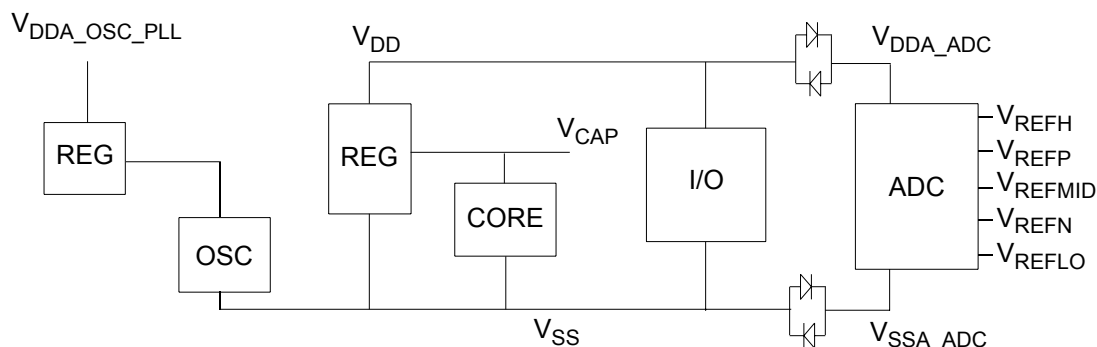 VDDA_OSC_PLL
VDD
VDDA_ADC
REG
REG
VCAP
I/O
ADC
VREFH
VREFP
VREFMID
VREFN
VREFLO
OSC
CORE
VSS
VSSA_ADC